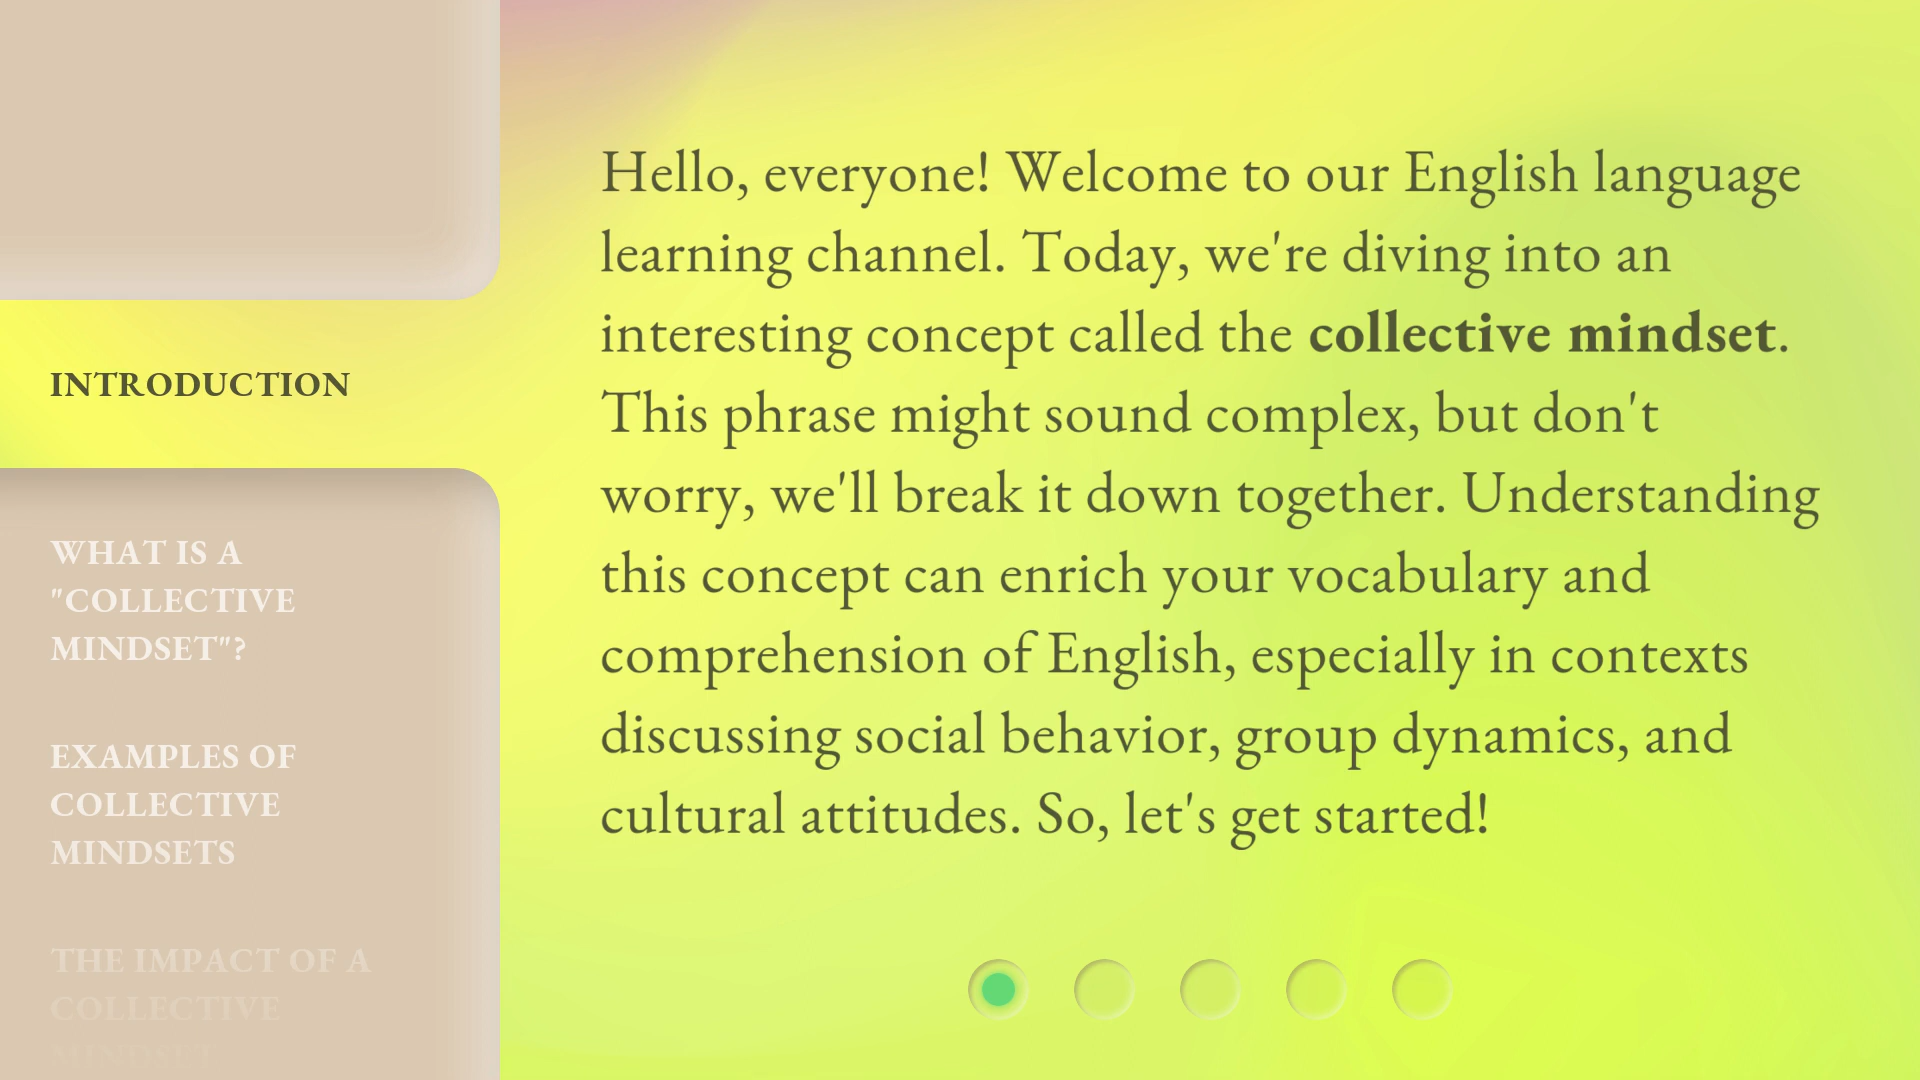 INTRODUCTION
WHAT IS A
"COLLECTIVE
MINDSET"?
EXAMPLES OF
COLLECTIVE
MINDSETS
THE IMPACT OF A
COLLECTIVE
MINDSET
Hello, everyone! Welcome to our English language
learning channel. Today, we're diving into an
interesting concept called the collective mindset.
This phrase might sound complex, but don't
worry, we'll break it down together. Understanding
this concept can enrich your vocabulary and
comprehension of English, especially in contexts
discussing social behavior, group dynamics, and
cultural attitudes. So, let's get started!